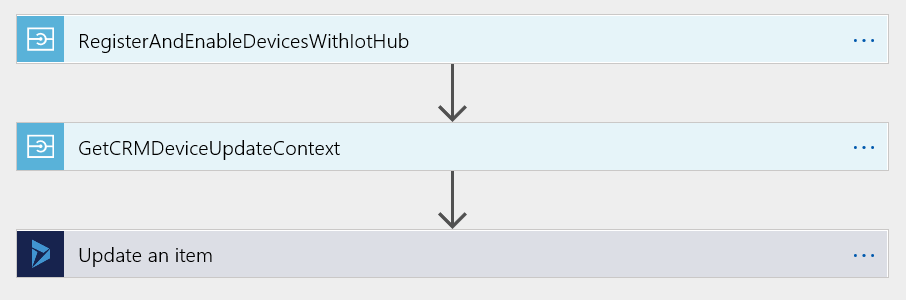 RegisterAndEnableDevicesWithIotHub
GetCRMDeviceUpdateContext
Update an item